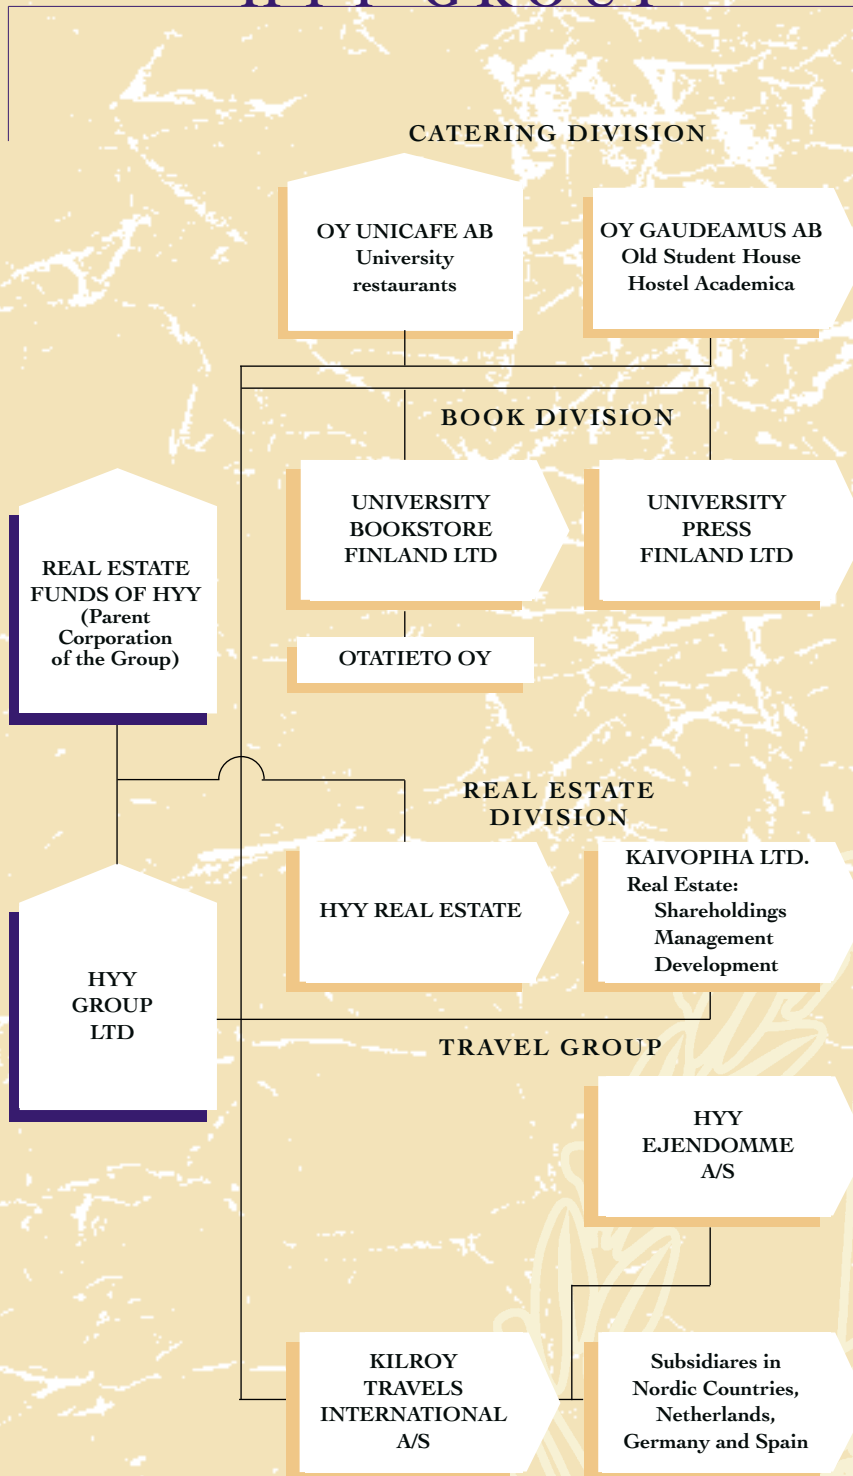 HYY GROUP
CATERING DIVISION
OY UNICAFE AB
University
restaurants
OY GAUDEAMUS AB
Old Student House
Hostel Academica
BOOK DIVISION
UNIVERSITY
BOOKSTORE
FINLAND LTD
UNIVERSITY
PRESS
FINLAND LTD
OTATIETO OY
REAL ESTATE
FUNDS OF HYY
(Parent
Corporation
of the Group)
REAL ESTATE
DIVISION
HYY REAL ESTATE
KAIVOPIHA LTD.
Real Estate:
Shareholdings
Management
Development
HYY
GROUP
LTD
TRAVEL GROUP
HYY
EJENDOMME
A/S
KILROY
TRAVELS
INTERNATIONAL
A/S
Subsidiares in
Nordic Countries,
Netherlands,
Germany and Spain